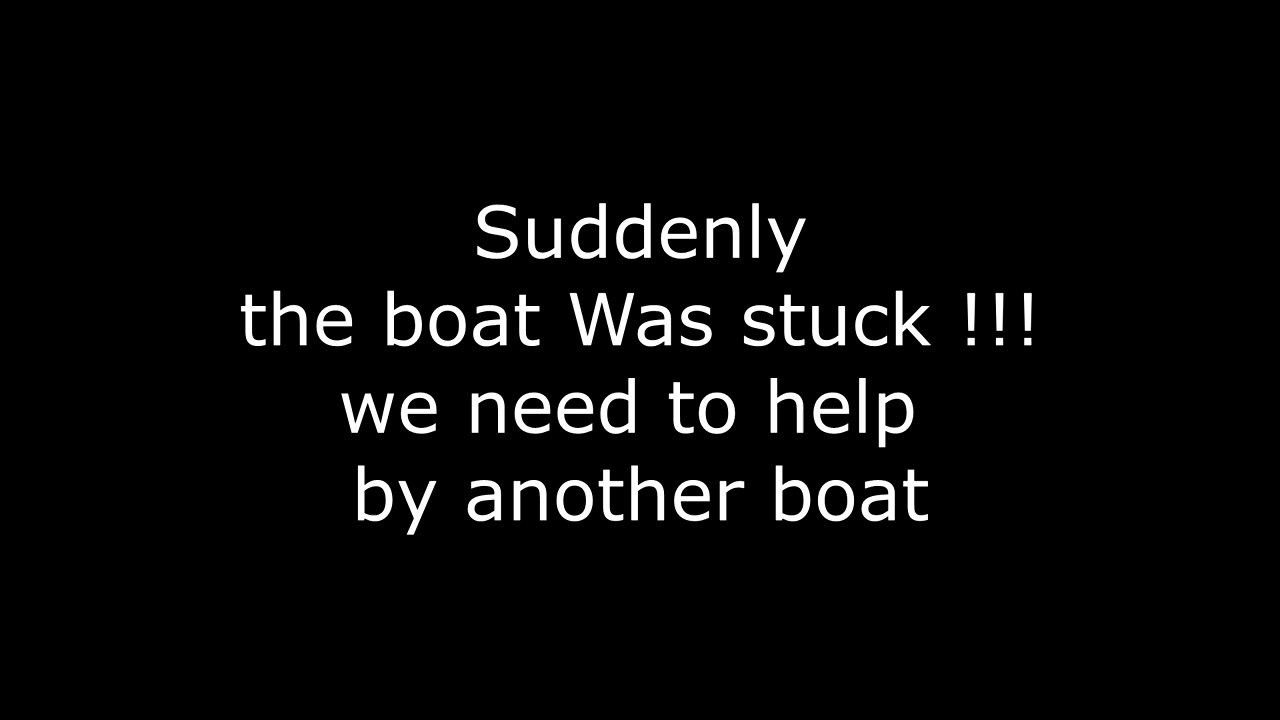 Suddenly
the boat Was stuck !!!
we need to help
by another boat